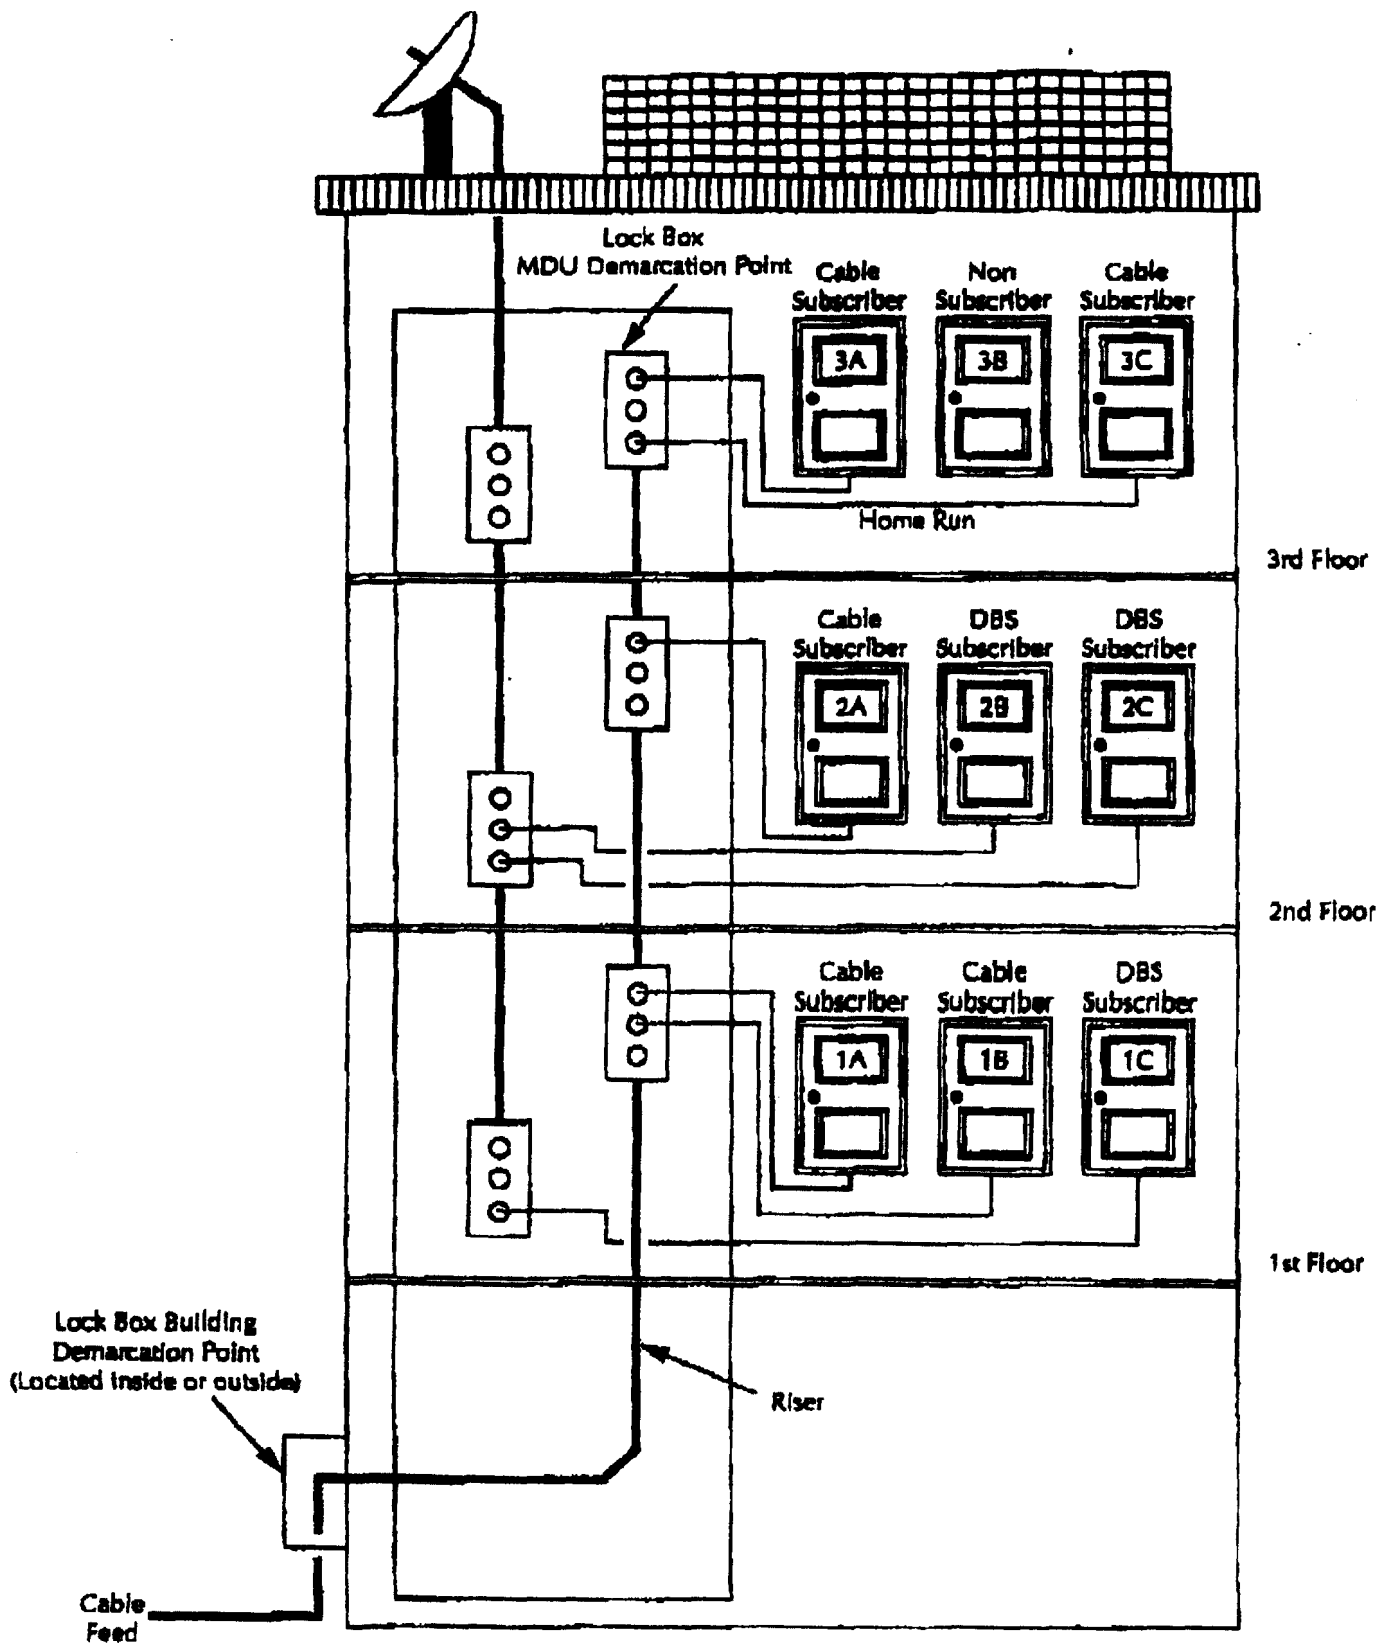 Lock Box
MDU Demarcation Point
Cable
Subscriber
Non
Subscriber
Cable
Subscriber
3A
3B
3C
Home Run
3rd Floor
Cable
Subscriber
DBS
Subscriber
DBS
Subscriber
2A
2B
2C
2nd Floor
Cable
Subscriber
Cable
Subscriber
DBS
Subscriber
1A
1B
1C
1st Floor
Lock Box Building
Demarcation Point
(Located inside or outside)
Riser
Cable
Feed